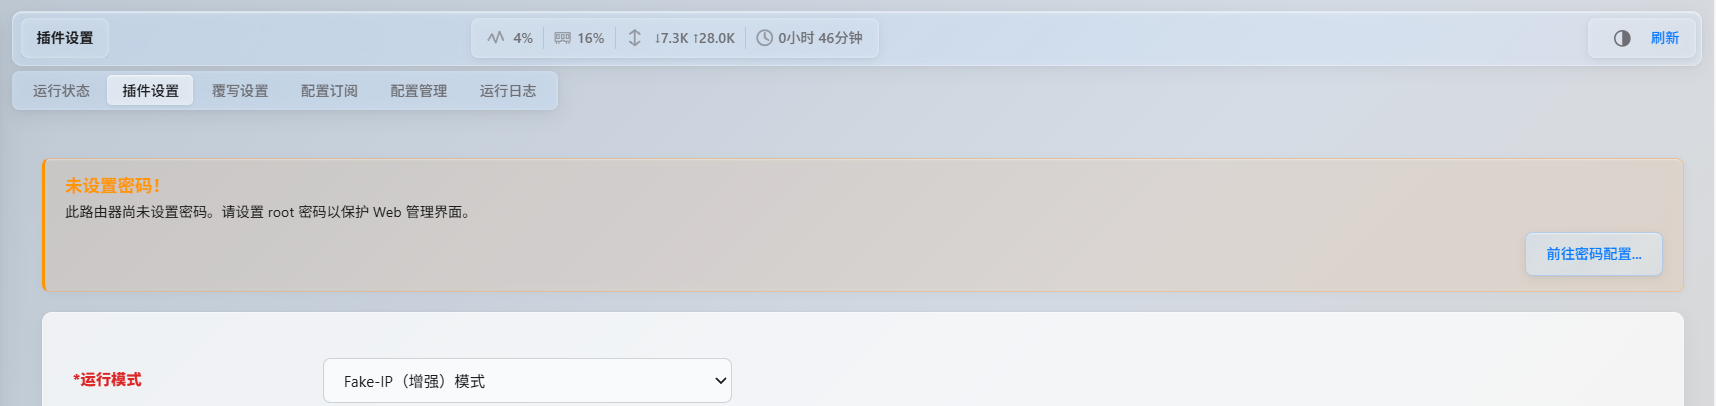 插件设置
4% 16% ↓7.3K ↑28.0K 0小时 46分钟
刷新
运行状态 插件设置 覆写设置 配置订阅 配置管理 运行日志
未设置密码！
此路由器尚未设置密码。请设置 root 密码以保护 Web 管理界面。
前往密码配置...
*运行模式
Fake-IP（增强）模式